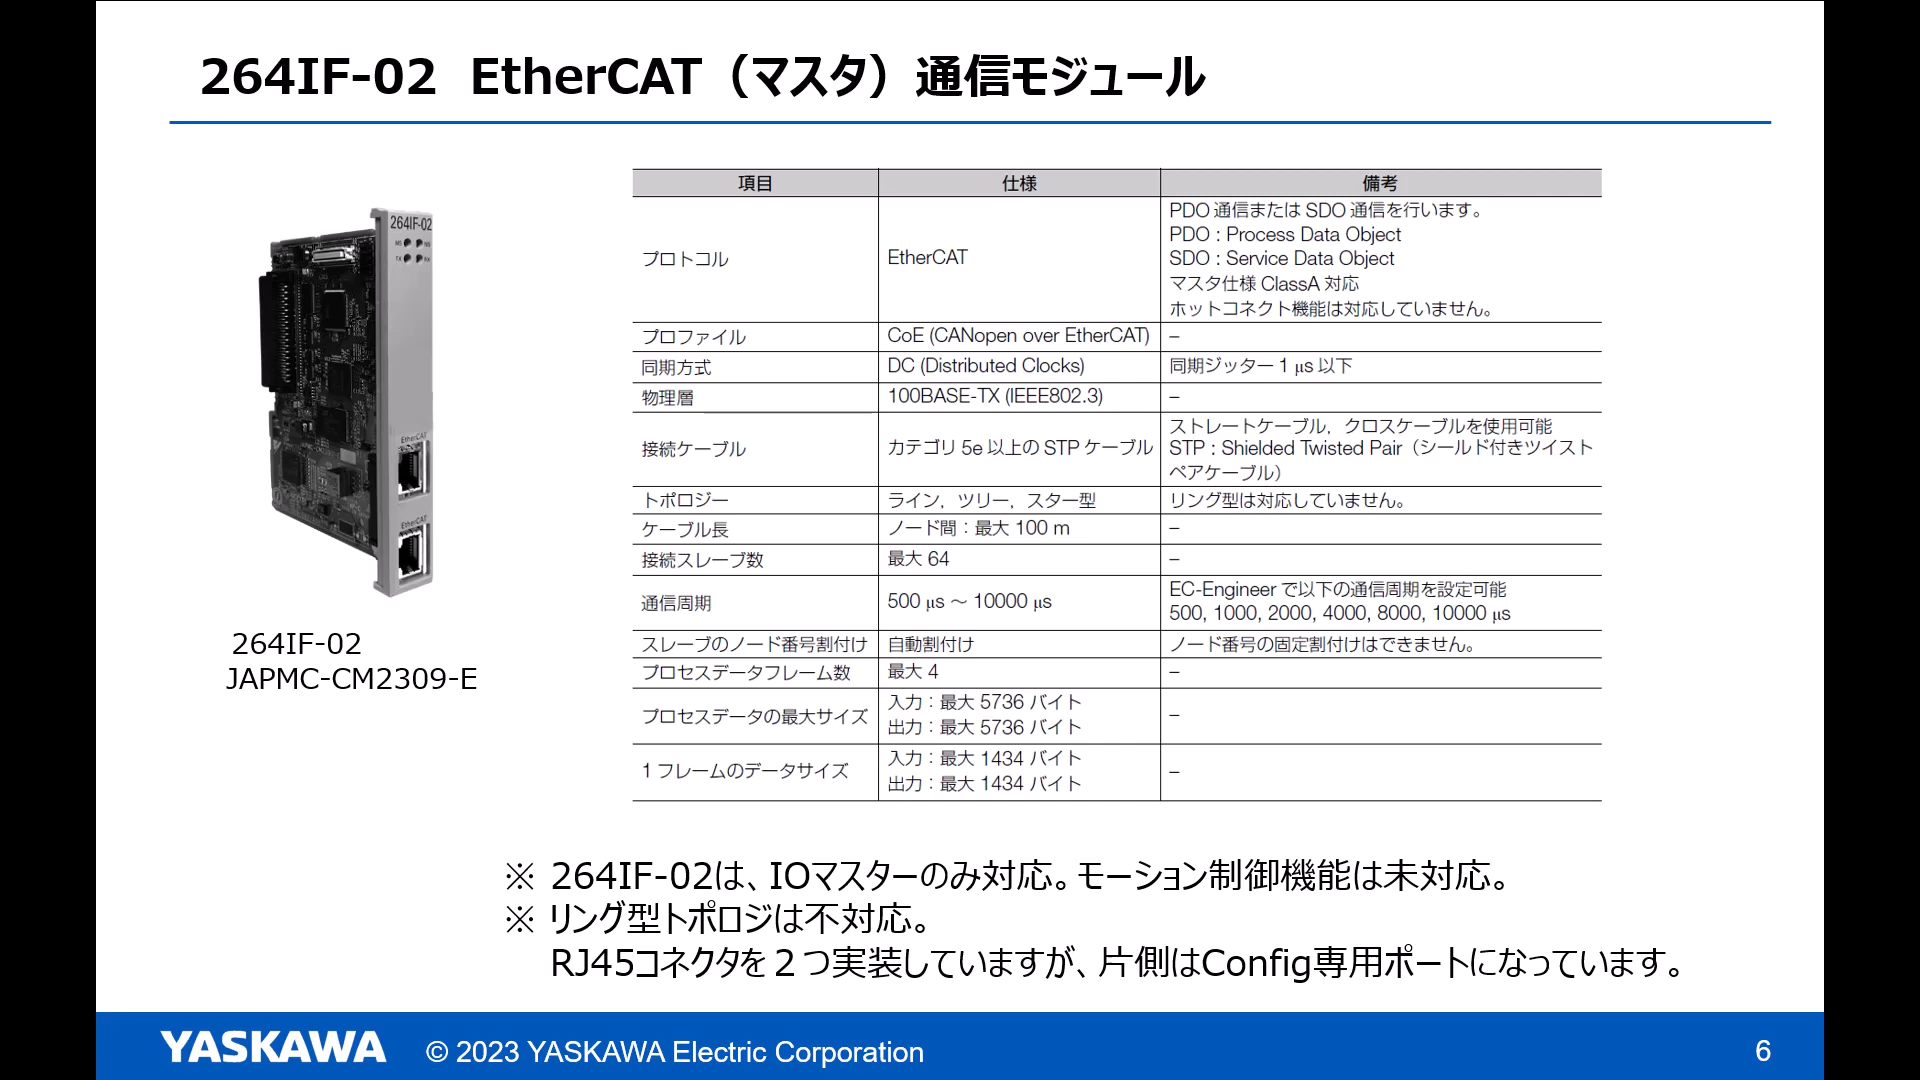 264IF-02 EtherCAT（マスタ）通信モジュール
264IF-02
EtherCAT
EtherCAT
264IF-02
JAPMC-CM2309-E
項目 仕様 備考
プロトコル EtherCAT PDO 通信または SDO 通信を行います。
PDO : Process Data Object
SDO : Service Data Object
マスタ仕様 ClassA 対応
ホットコネクト機能は対応していません。
プロファイル CoE (CANopen over EtherCAT) –
同期方式 DC (Distributed Clocks) 同期ジッター 1 μs 以下
物理層 100BASE-TX (IEEE802.3) –
接続ケーブル カテゴリ 5e 以上の STP ケーブル ストレートケーブル，クロスケーブルを使用可能
STP : Shielded Twisted Pair（シールド付きツイスト
ペアケーブル）
トポロジー ライン，ツリー，スター型 リング型は対応していません。
ケーブル長 ノード間：最大 100 m –
接続スレーブ数 最大 64 –
通信周期 500 μs ～ 10000 μs EC-Engineer で以下の通信周期を設定可能
500, 1000, 2000, 4000, 8000, 10000 μs
スレーブのノード番号割付け 自動割付け ノード番号の固定割付けはできません。
プロセスデータフレーム数 最大 4 –
プロセスデータの最大サイズ 入力：最大 5736 バイト –
出力：最大 5736 バイト
1 フレームのデータサイズ 入力：最大 1434 バイト –
出力：最大 1434 バイト
※ 264IF-02は、IOマスターのみ対応。モーション制御機能は未対応。
※ リング型トポロジは不対応。
RJ45コネクタを２つ実装していますが、片側はConfig専用ポートになっています。
YASKAWA © 2023 YASKAWA Electric Corporation 6